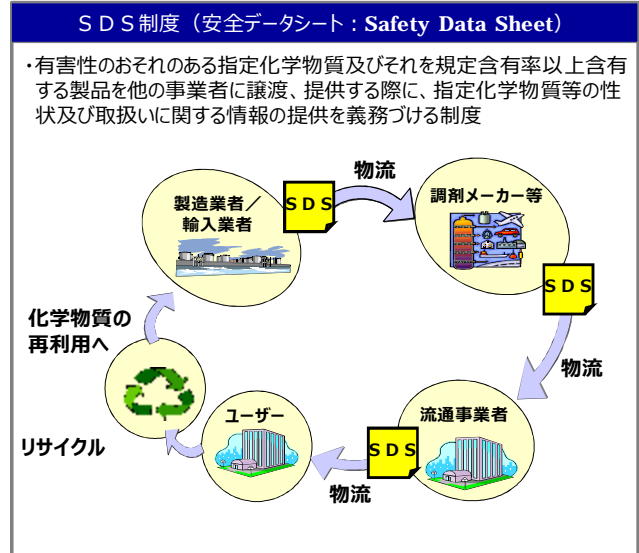 ＳＤＳ制度（安全データシート：Safety Data Sheet）
・有害性のおそれのある指定化学物質及びそれを規定含有率以上含有
する製品を他の事業者に譲渡、提供する際に、指定化学物質等の性
状及び取扱いに関する情報の提供を義務づける制度
物流
製造業者／
輸入業者
ＳＤＳ
調剤メーカー等
ＳＤＳ
化学物質の
再利用へ
物流
ユーザー
流通事業者
リサイクル
ＳＤＳ
物流